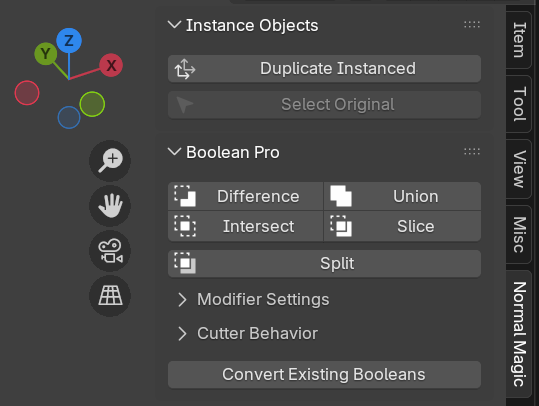 Instance Objects
Duplicate Instanced
Select Original
Boolean Pro
Difference Union
Intersect Slice
Split
Modifier Settings
Cutter Behavior
Convert Existing Booleans
Z
Y
X
Item
Tool
View
Misc
Normal Magic